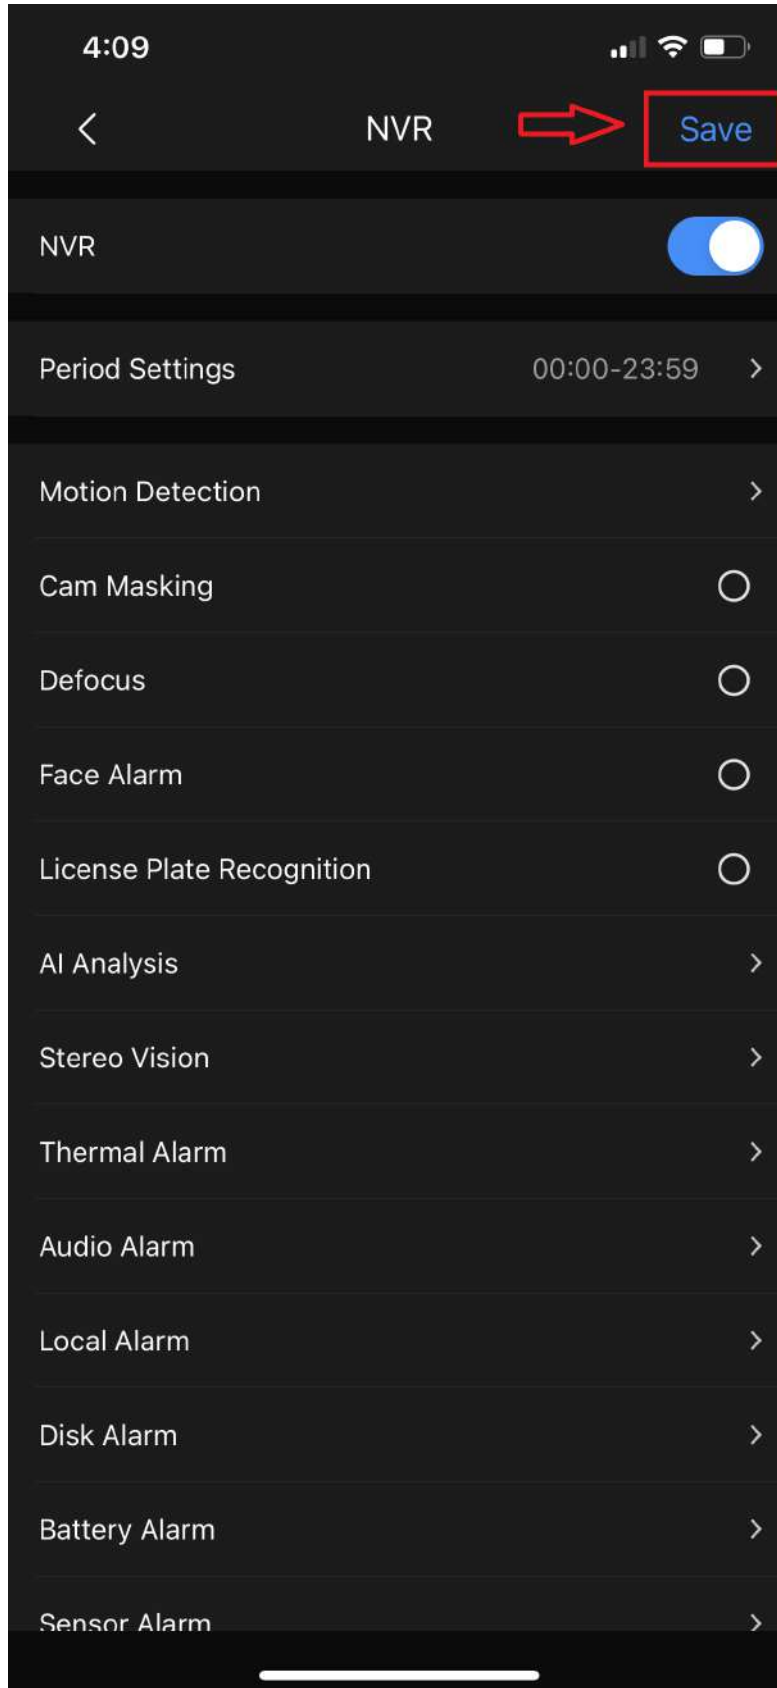 4:09
NVR Save
NVR
Period Settings 00:00-23:59
Motion Detection
Cam Masking
Defocus
Face Alarm
License Plate Recognition
AI Analysis
Stereo Vision
Thermal Alarm
Audio Alarm
Local Alarm
Disk Alarm
Battery Alarm
Sensor Alarm